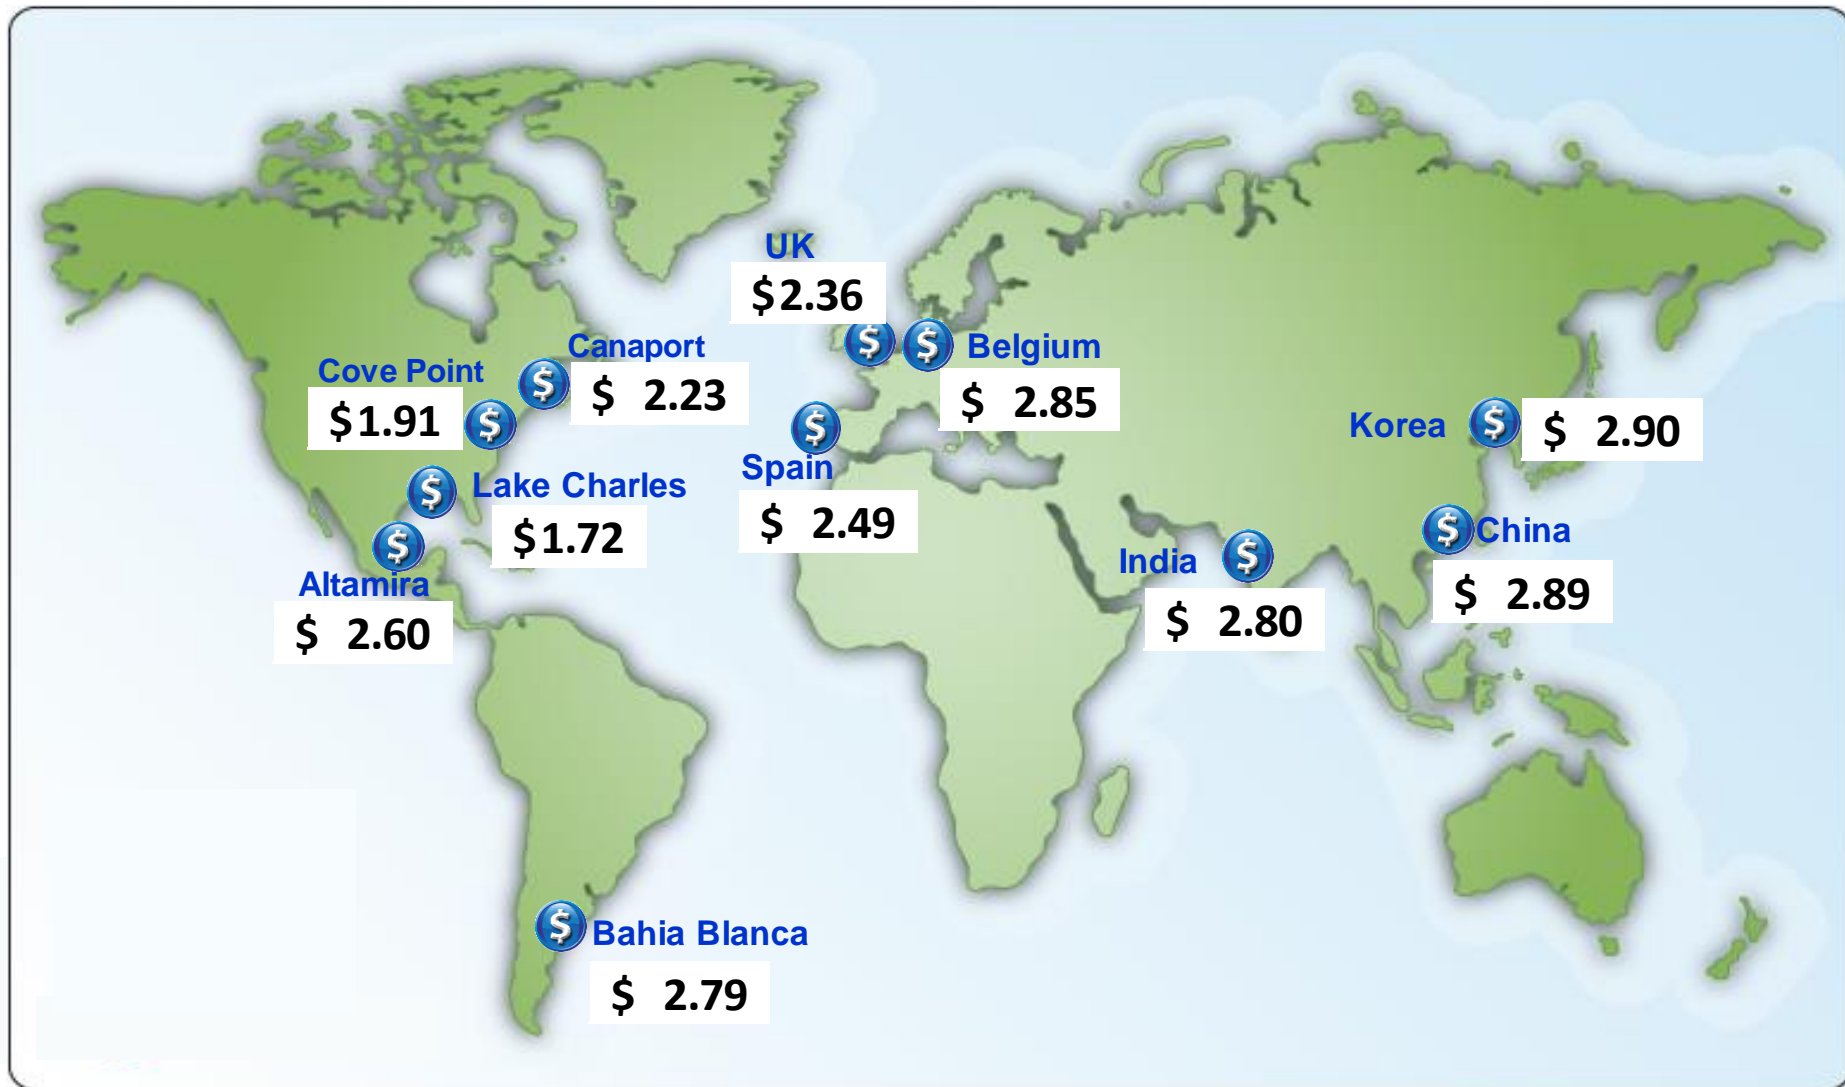 UK
$2.36
Canaport
$ 2.23
Cove Point
$1.91
Belgium
$ 2.85
Korea
$ 2.90
Spain
$ 2.49
Lake Charles
$1.72
China
$ 2.89
India
$ 2.80
Altamira
$ 2.60
Bahia Blanca
$ 2.79